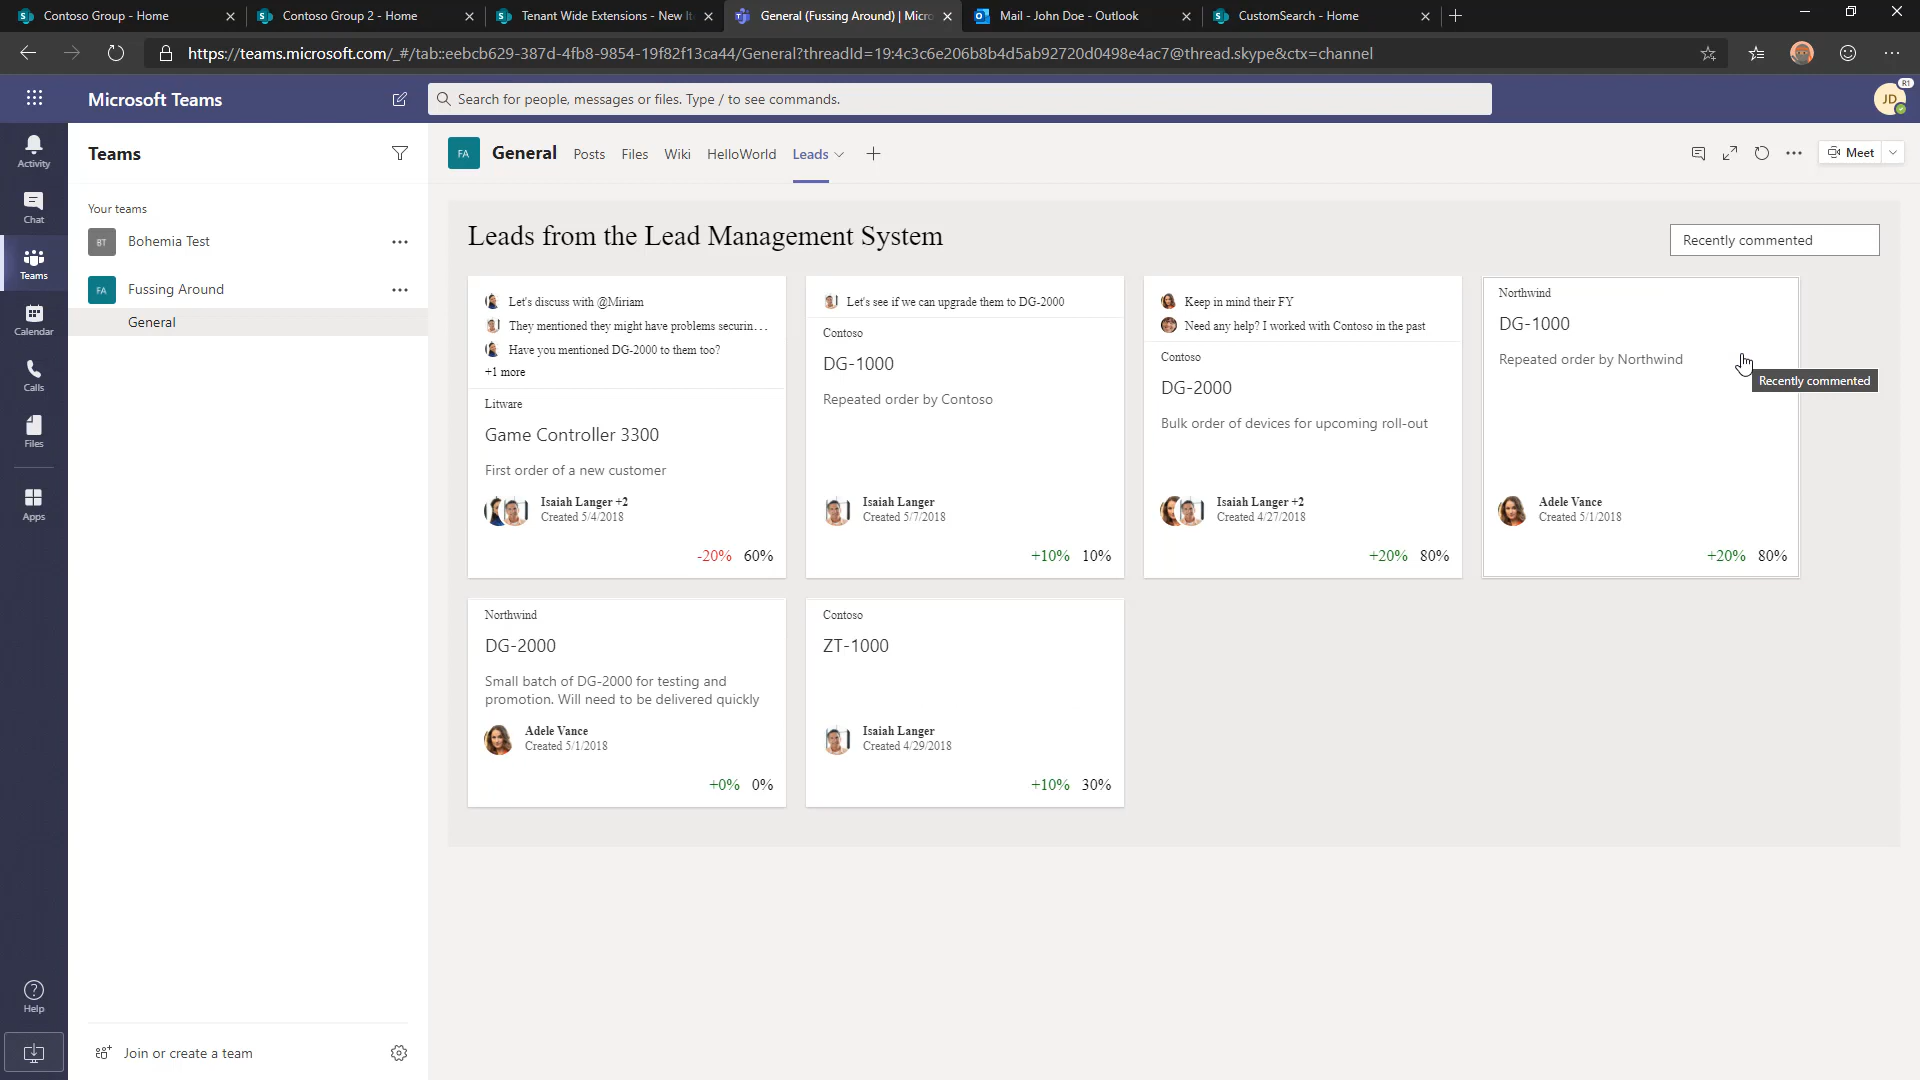 Contoso Group - Home
Contoso Group 2 - Home
Tenant Wide Extensions - New It
General (Fussing Around) | Micro
Mail - John Doe - Outlook
CustomSearch - Home
https://teams.microsoft.com/_#/tab::eebcb629-387d-4fb8-9854-19f82f13ca44/General?threadId=19:4c3c6e206b8b4d5ab92720d0498e4ac7@thread.skype&ctx=channel
Microsoft Teams
Search for people, messages or files. Type / to see commands.
JD
R1
Activity
Chat
Teams
Calendar
Calls
Files
Apps
Help
Teams
Your teams
BT
Bohemia Test
FA
Fussing Around
General
Join or create a team
FA
General
Posts
Files
Wiki
HelloWorld
Leads
Meet
Leads from the Lead Management System
Recently commented
Let's discuss with @Miriam
They mentioned they might have problems securin...
Have you mentioned DG-2000 to them too?
+1 more
Litware
Game Controller 3300
First order of a new customer
Isaiah Langer +2
Created 5/4/2018
-20% 60%
Let's see if we can upgrade them to DG-2000
Contoso
DG-1000
Repeated order by Contoso
Isaiah Langer
Created 5/7/2018
+10% 10%
Keep in mind their FY
Need any help? I worked with Contoso in the past
Contoso
DG-2000
Bulk order of devices for upcoming roll-out
Isaiah Langer +2
Created 4/27/2018
+20% 80%
Northwind
DG-1000
Repeated order by Northwind
Recently commented
Adele Vance
Created 5/1/2018
+20% 80%
Northwind
DG-2000
Small batch of DG-2000 for testing and
promotion. Will need to be delivered quickly
Adele Vance
Created 5/1/2018
+0% 0%
Contoso
ZT-1000
Isaiah Langer
Created 4/29/2018
+10% 30%